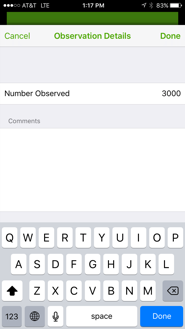 AT&T LTE 1:17 PM 83%
Cancel Observation Details Done
Number Observed 3000
Comments
Q W E R T Y U I O P
A S D F G H J K L
Z X C V B N M
123 space Done